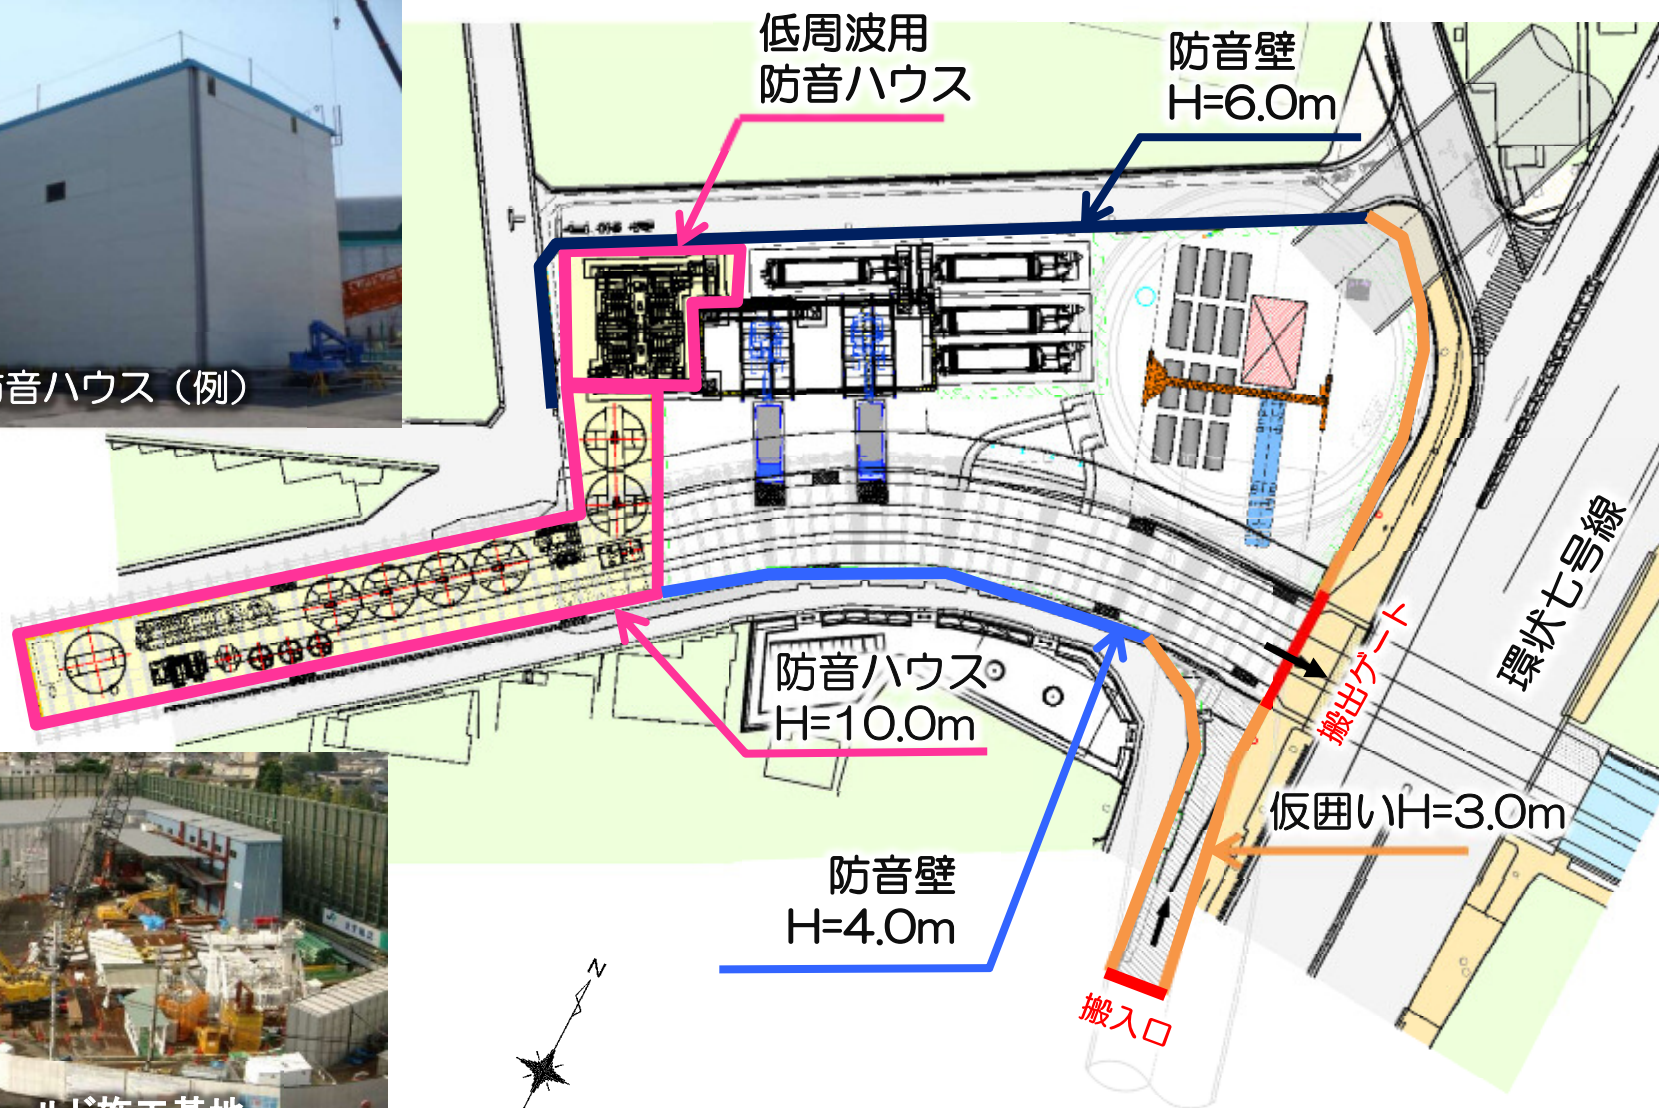 低周波用
防音ハウス
防音壁
H=6.0m
音ハウス（例）
環状七号線
搬出ゲート
防音ハウス
H=10.0m
仮囲いH=3.0m
防音壁
H=4.0m
搬入口
N